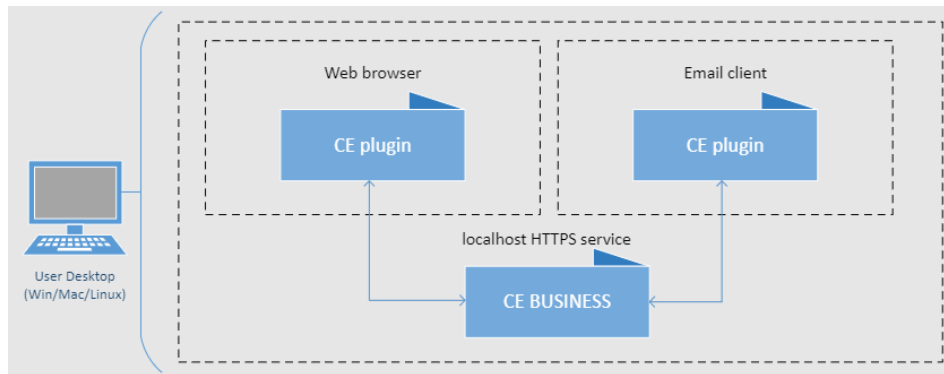 Web browser
CE plugin
Email client
CE plugin
localhost HTTPS service
CE BUSINESS
User Desktop
(Win/Mac/Linux)